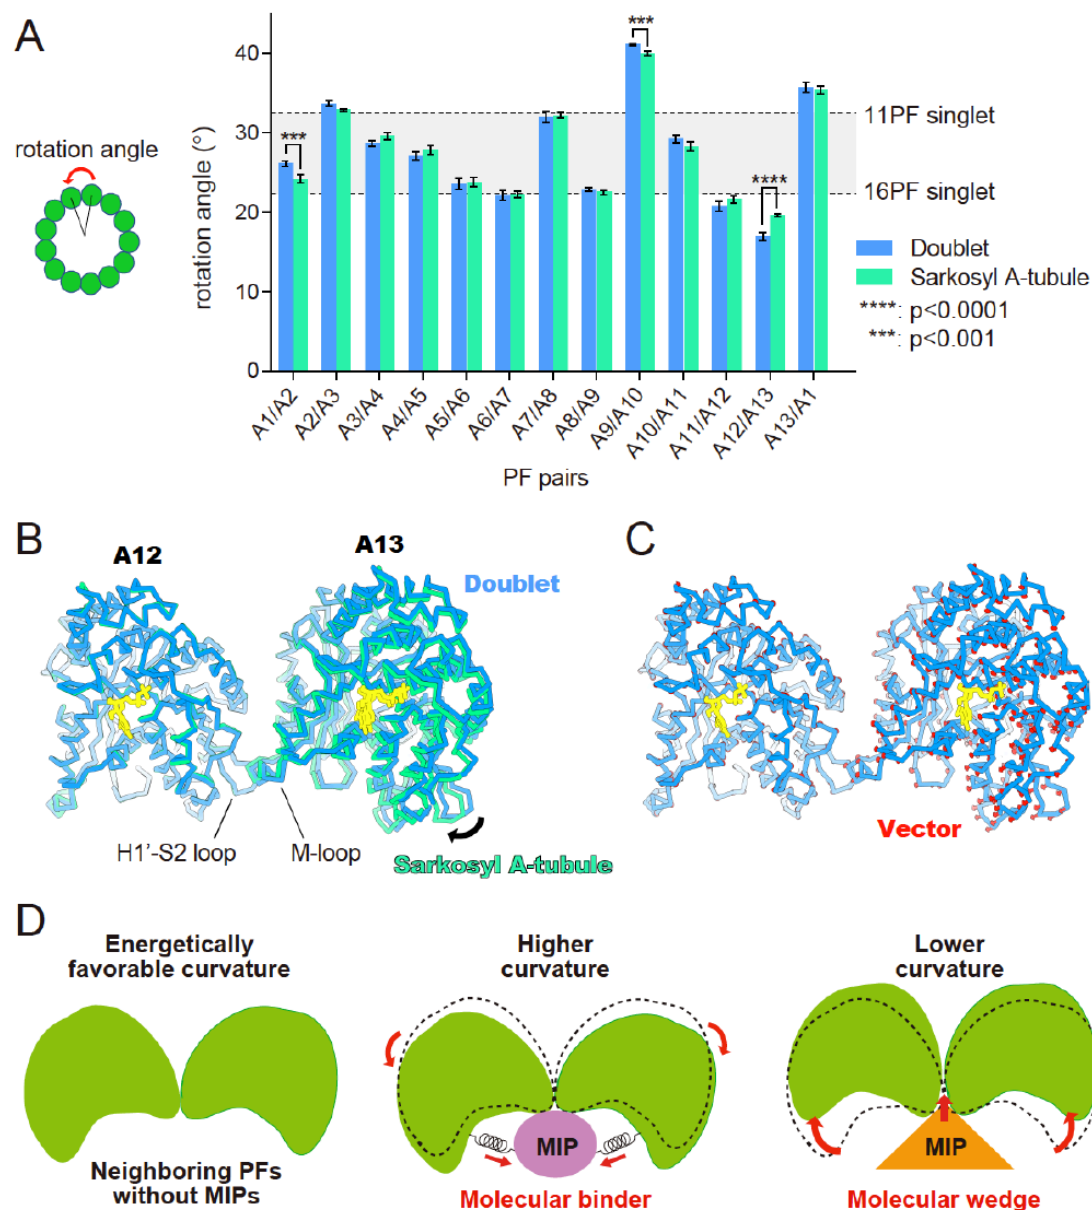 A
rotation angle
rotation angle (°)
40
30
20
10
0
***
***
****
11PF singlet
16PF singlet
Doublet
Sarkosyl A-tubule
****: p<0.0001
***: p<0.001
A1/A2
A2/A3
A3/A4
A4/A5
A5/A6
A6/A7
A7/A8
A8/A9
A9/A10
A10/A11
A11/A12
A12/A13
A13/A1
PF pairs
B
A12
A13
Doublet
H1'-S2 loop
M-loop
Sarkosyl A-tubule
C
Vector
D
Energetically
favorable curvature
Neighboring PFs
without MIPs
Higher
curvature
MIP
Molecular binder
Lower
curvature
MIP
Molecular wedge